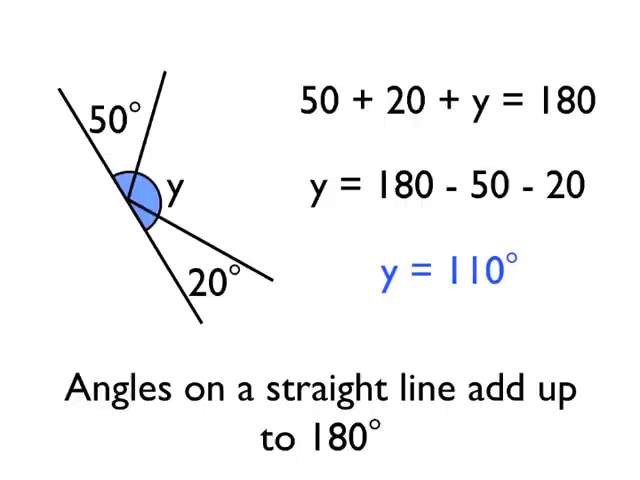 50°
50 + 20 + y = 180
y
y = 180 - 50 - 20
20°
y = 110°
Angles on a straight line add up
to 180°